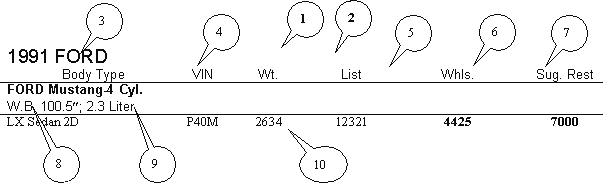 3 4 1 2 5 6 7
1991 FORD
Body Type VIN Wt. List Whls. Sug. Rest
FORD Mustang-4 Cyl.
W.B. 100.5"; 2.3 Liter
LX Sedan 2D P40M 2634 12321 4425 7000
8 9 10